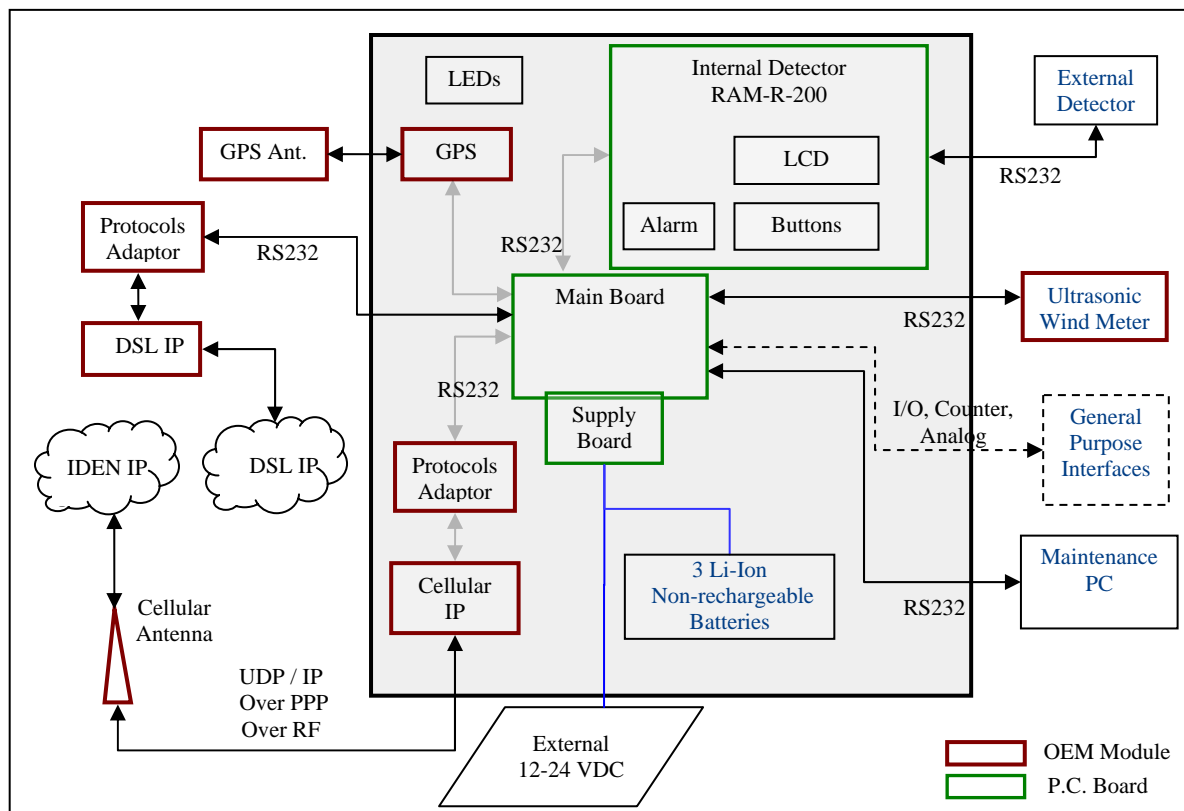 LEDs
Internal Detector
RAM-R-200
External
Detector
GPS Ant.
GPS
LCD
RS232
Protocols
Adaptor
RS232
RS232
Alarm
Buttons
Main Board
RS232
Ultrasonic
Wind Meter
DSL IP
RS232
Supply
Board
I/O, Counter,
Analog
General
Purpose
Interfaces
IDEN IP
DSL IP
Protocols
Adaptor
Cellular
IP
3 Li-Ion
Non-rechargeable
Batteries
Maintenance
PC
RS232
Cellular
Antenna
UDP / IP
Over PPP
Over RF
External
12-24 VDC
OEM Module
P.C. Board